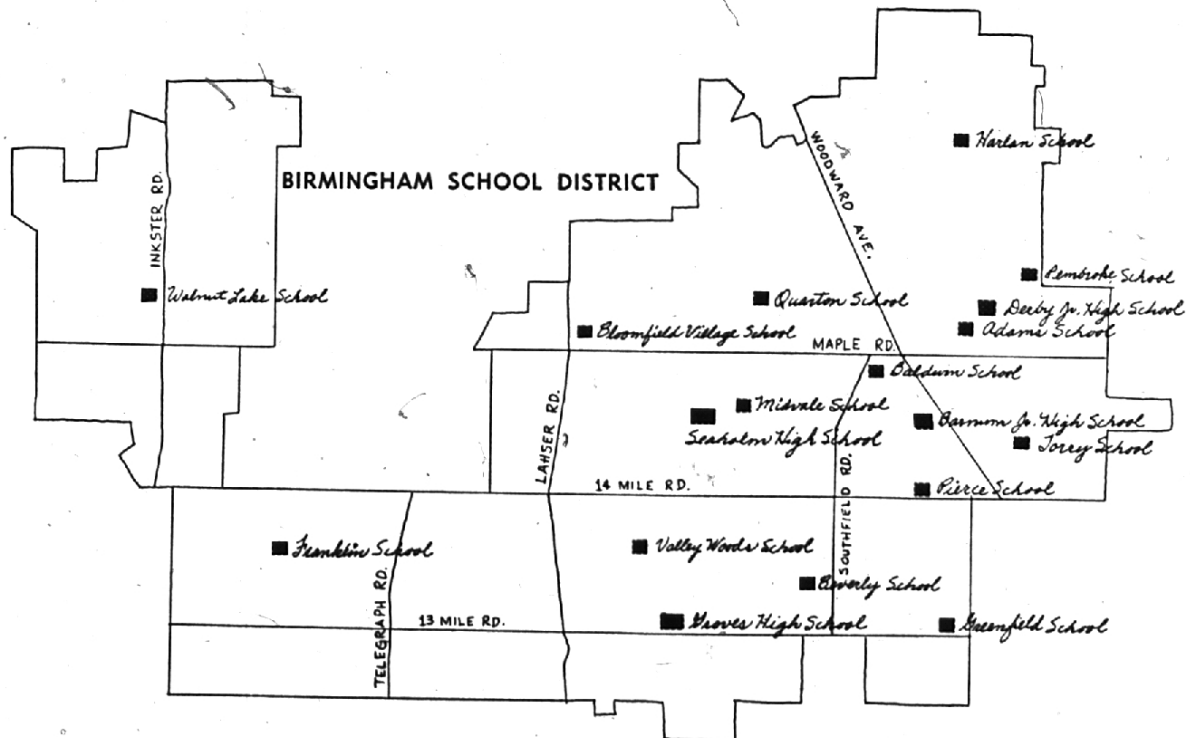 Harlan School
WOODWARD AVE.
BIRMINGHAM SCHOOL DISTRICT
INKSTER RD.
Pembroke School
Walnut Lake School
Quarton School
Derby Jr. High School
Adams School
Bloomfield Village School
MAPLE RD.
Baldwin School
Midvale School
Seaholm High School
Barnum Jr. High School
Torry School
LAHSER RD.
14 MILE RD.
SOUTHFIELD RD.
Pierce School
Franklin School
Valley Woods School
Beverly School
TELEGRAPH RD.
13 MILE RD.
Groves High School
Greenfield School